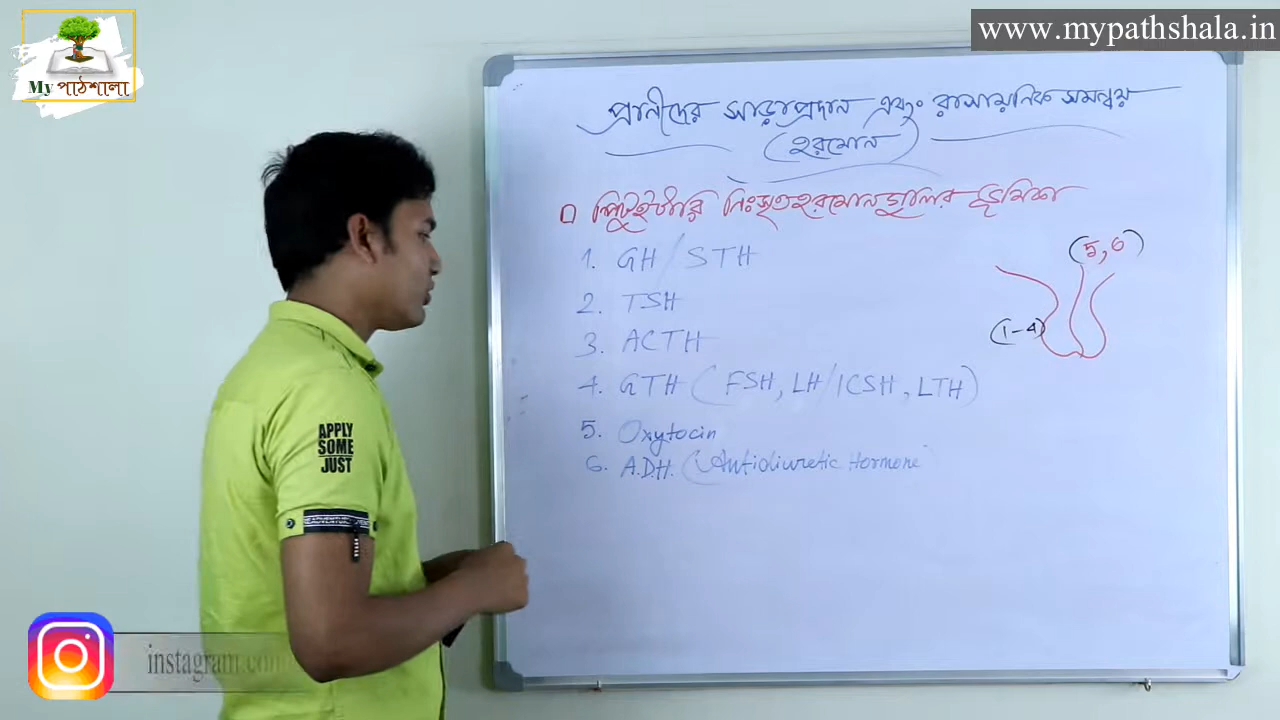 www.mypathshala.in
My পাঠশালা
প্রানীদের সাড়াপ্রদান এবং রাসায়নিক সমন্বয়
(হরমোন)
পিটুইটারি নিঃসৃত হরমোনগুলির ভূমিকা
1. GH/STH
2. TSH
3. ACTH
4. GTH (FSH, LH/ICSH, LTH)
5. Oxytocin
6. A.D.H. (Antidiuretic Hormone)
(5,6)
(1-4)
APPLY
SOME
JUST
instagram.com